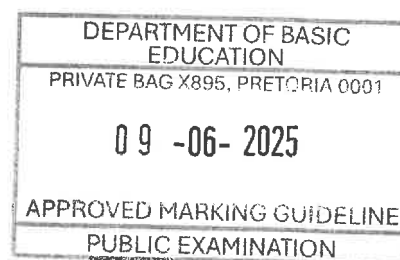 DEPARTMENT OF BASIC
EDUCATION
PRIVATE BAG X895, PRETORIA 0001
09 -06- 2025
APPROVED MARKING GUIDELINE
PUBLIC EXAMINATION